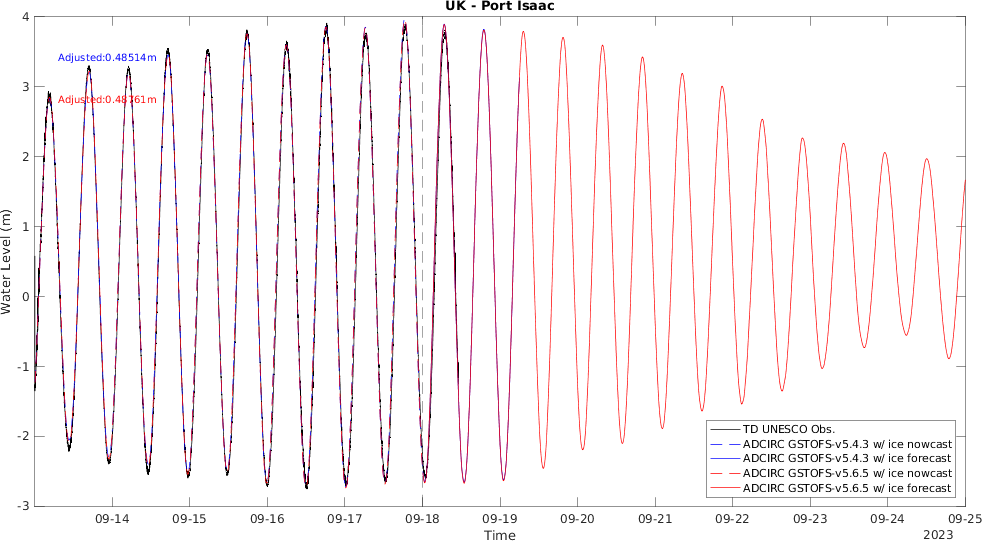 UK - Port Isaac
4
3
2
1
0
-1
-2
-3
Water Level (m)
Adjusted:0.48514m
Adjusted:0.48761m
TD UNESCO Obs.
ADCIRC GSTOFS-v5.4.3 w/ ice nowcast
ADCIRC GSTOFS-v5.4.3 w/ ice forecast
ADCIRC GSTOFS-v5.6.5 w/ ice nowcast
ADCIRC GSTOFS-v5.6.5 w/ ice forecast
09-14 09-15 09-16 09-17 09-18 09-19 09-20 09-21 09-22 09-23 09-24 09-25
Time
2023